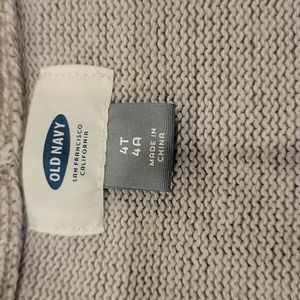 OLD NAVY
SAN FRANCISCO
CALIFORNIA
4T
4A
MADE IN
CHINA